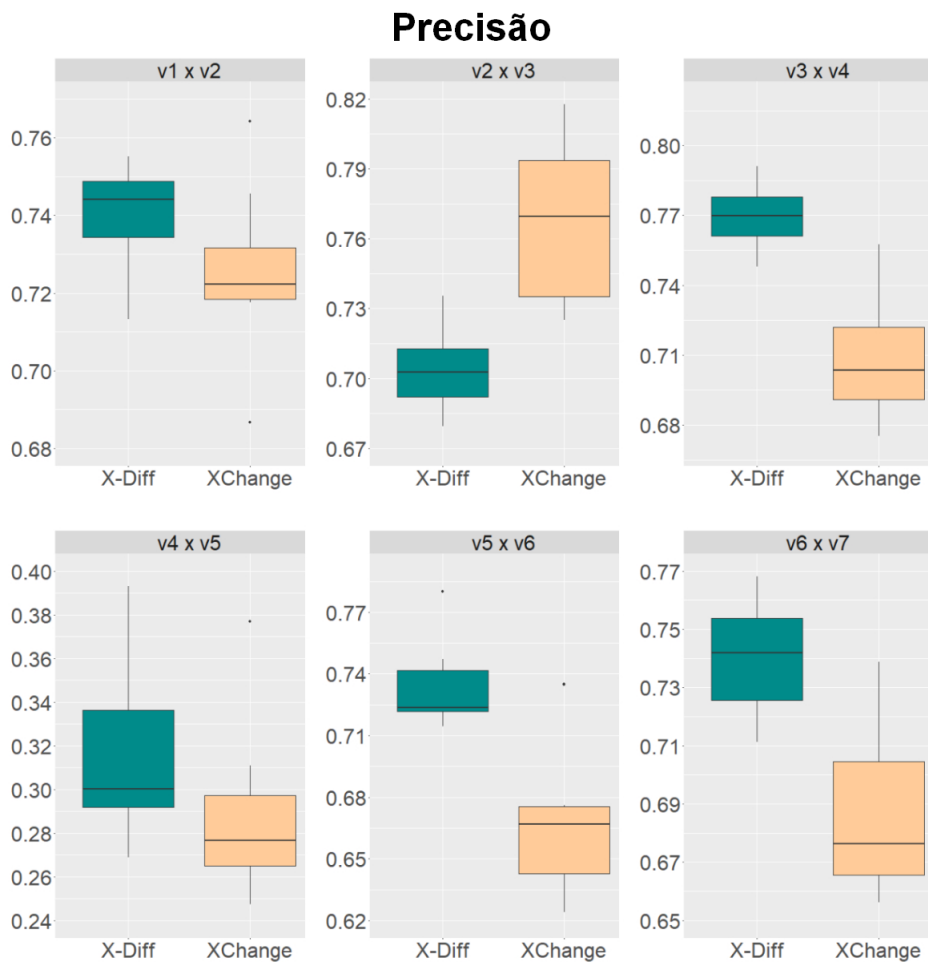 Precisão
v1 x v2
0.76
0.74
0.72
0.70
0.68
X-Diff XChange
v2 x v3
0.82
0.79
0.76
0.73
0.70
0.67
X-Diff XChange
v3 x v4
0.80
0.77
0.74
0.71
0.68
X-Diff XChange
v4 x v5
0.40
0.38
0.36
0.34
0.32
0.30
0.28
0.26
0.24
X-Diff XChange
v5 x v6
0.77
0.74
0.71
0.68
0.65
0.62
X-Diff XChange
v6 x v7
0.77
0.75
0.73
0.71
0.69
0.67
0.65
X-Diff XChange